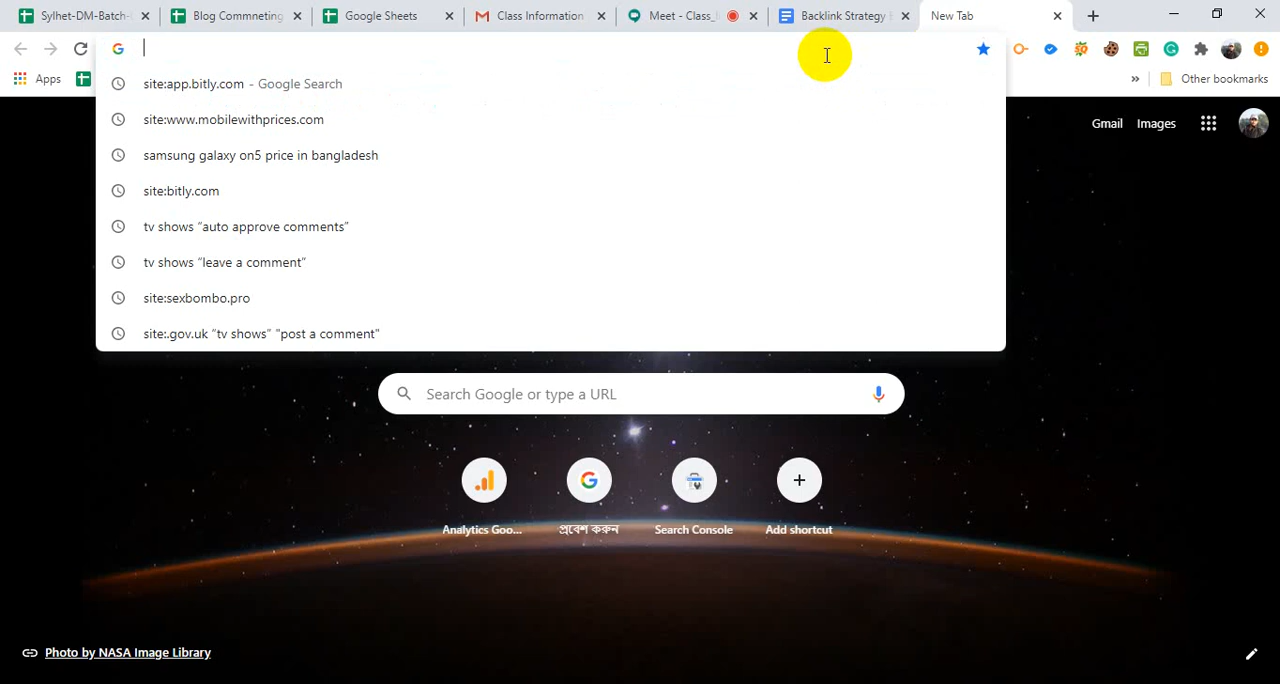 Sylhet-DM-Batch-
Blog Commneting
Google Sheets
Class Information
Meet - Class_I
Backlink Strategy
New Tab
Apps
Other bookmarks
site:app.bitly.com - Google Search
site:www.mobilewithprices.com
samsung galaxy on5 price in bangladesh
site:bitly.com
tv shows “auto approve comments”
tv shows “leave a comment”
site:sexbombo.pro
site:.gov.uk “tv shows” "post a comment"
Gmail
Images
Search Google or type a URL
Analytics Goo...
প্রবেশ করুন
Search Console
Add shortcut
Photo by NASA Image Library